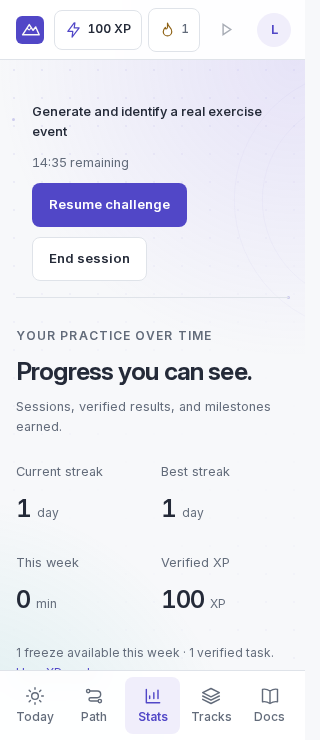 100 XP
1
L
Generate and identify a real exercise
event
14:35 remaining
Resume challenge
End session
YOUR PRACTICE OVER TIME
Progress you can see.
Sessions, verified results, and milestones
earned.
Current streak
Best streak
1 day
1 day
This week
Verified XP
0 min
100 XP
1 freeze available this week · 1 verified task.
Today
Path
Stats
Tracks
Docs